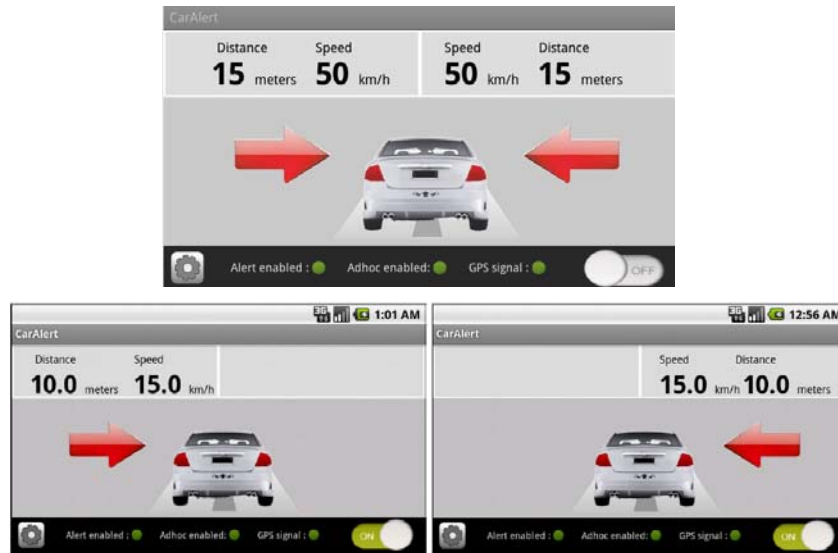 CarAlert
Distance Speed Speed Distance
15 meters 50 km/h 50 km/h 15 meters
Alert enabled : Adhoc enabled: GPS signal : OFF
3G 1:01 AM
CarAlert
Distance Speed
10.0 meters 15.0 km/h
Alert enabled : Adhoc enabled: GPS signal : ON
3G 12:56 AM
CarAlert
Speed Distance
15.0 km/h 10.0 meters
Alert enabled : Adhoc enabled: GPS signal : ON